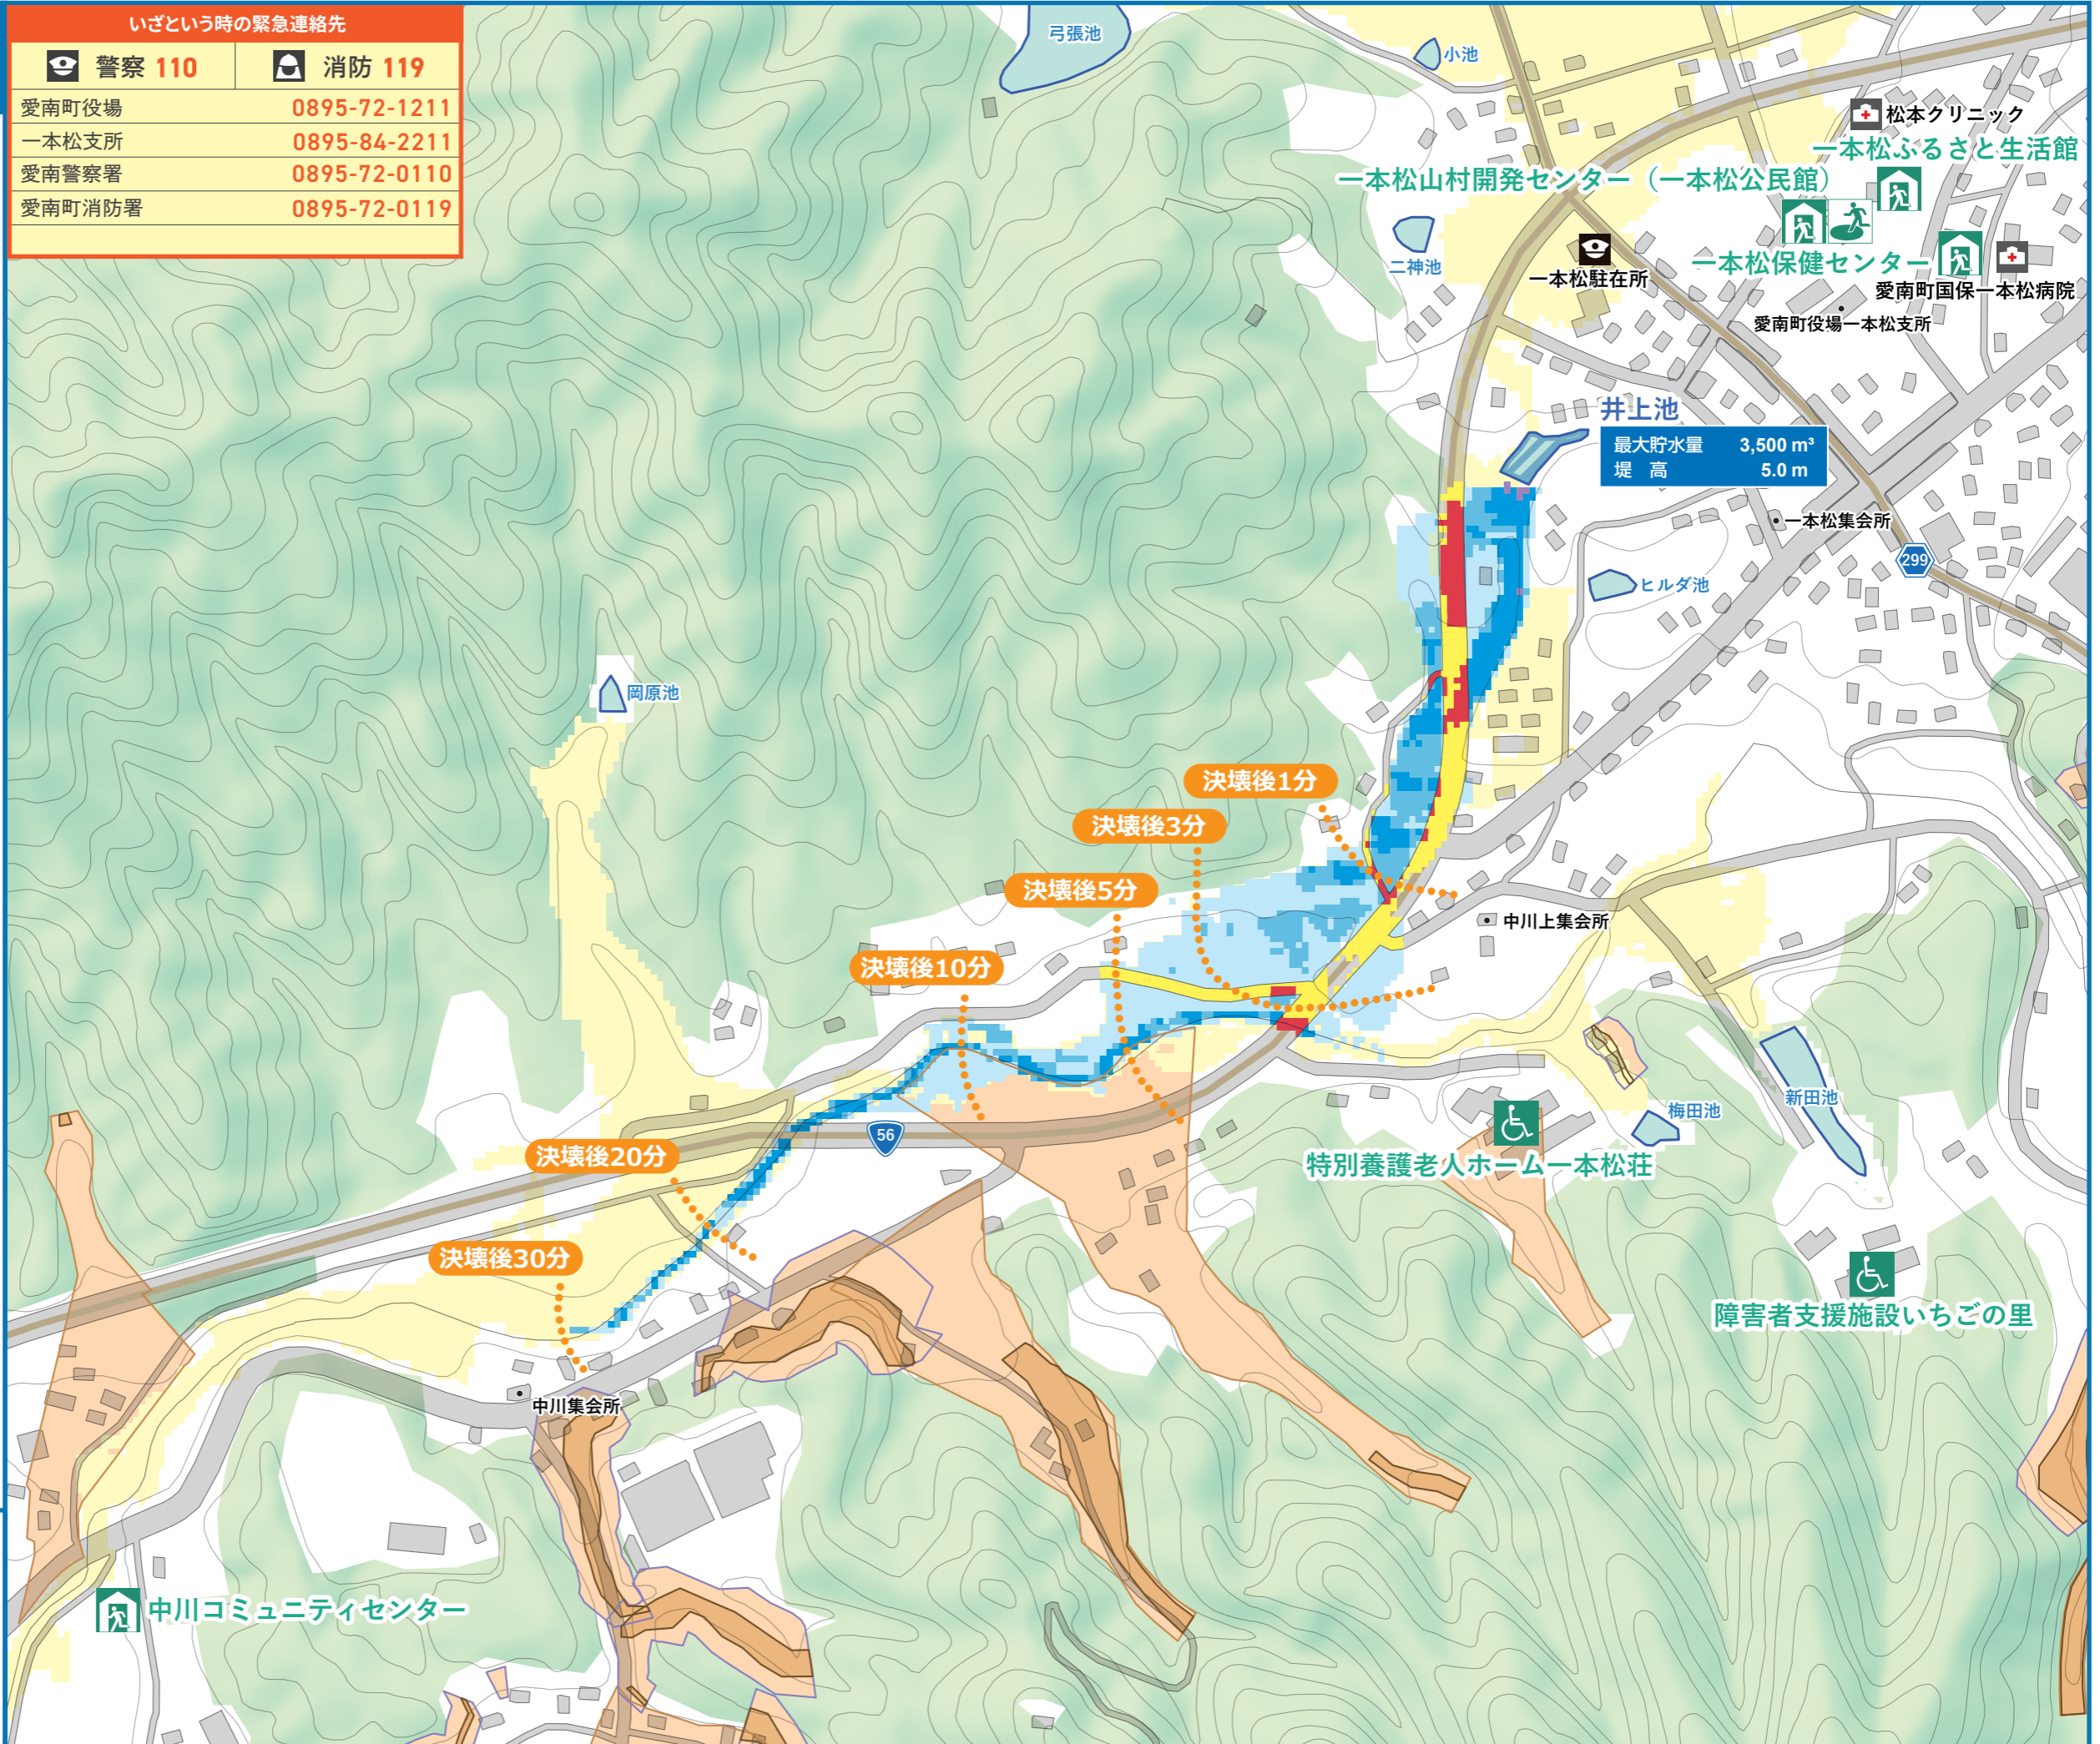 いざという時の緊急連絡先
警察 110
消防 119
愛南町役場 0895-72-1211
一本松支所 0895-84-2211
愛南警察署 0895-72-0110
愛南町消防署 0895-72-0119
弓張池
小池
松本クリニック
一本松ふるさと生活館
一本松山村開発センター（一本松公民館）
二神池
一本松駐在所
一本松保健センター
愛南町国保一本松病院
愛南町役場一本松支所
井上池
最大貯水量 3,500 m³
堤 高 5.0 m
一本松集会所
299
ヒルダ池
岡原池
決壊後1分
決壊後3分
決壊後5分
中川上集会所
決壊後10分
新田池
梅田池
56
決壊後20分
特別養護老人ホーム一本松荘
決壊後30分
障害者支援施設いちごの里
中川集会所
中川コミュニティセンター